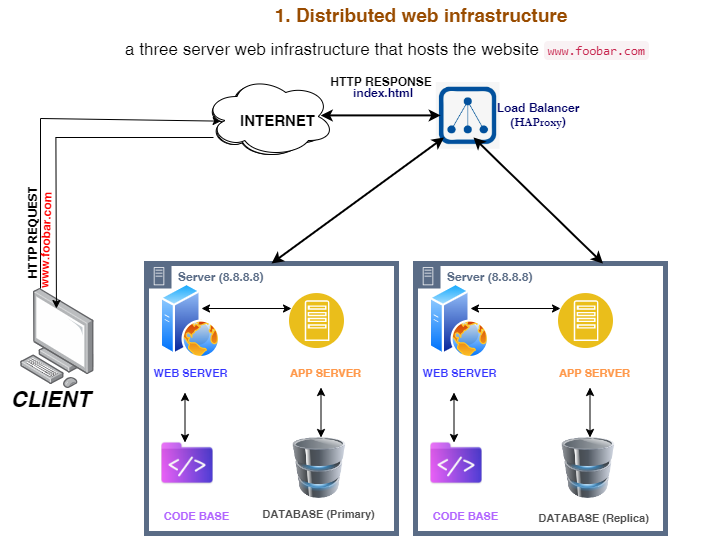 1. Distributed web infrastructure
a three server web infrastructure that hosts the website www.foobar.com
HTTP RESPONSE
index.html
INTERNET
Load Balancer
(HAProxy)
HTTP REQUEST
www.foobar.com
CLIENT
Server (8.8.8.8)
WEB SERVER
APP SERVER
CODE BASE
DATABASE (Primary)
Server (8.8.8.8)
WEB SERVER
APP SERVER
CODE BASE
DATABASE (Replica)